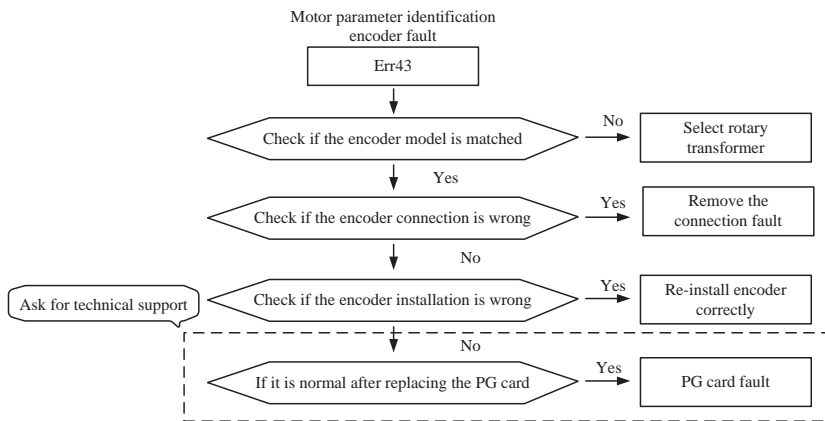 Motor parameter identification
encoder fault
Err43
Check if the encoder model is matched
No
Select rotary
transformer
Yes
Check if the encoder connection is wrong
Yes
Remove the
connection fault
No
Ask for technical support
Check if the encoder installation is wrong
Yes
Re-install encoder
correctly
No
If it is normal after replacing the PG card
Yes
PG card fault